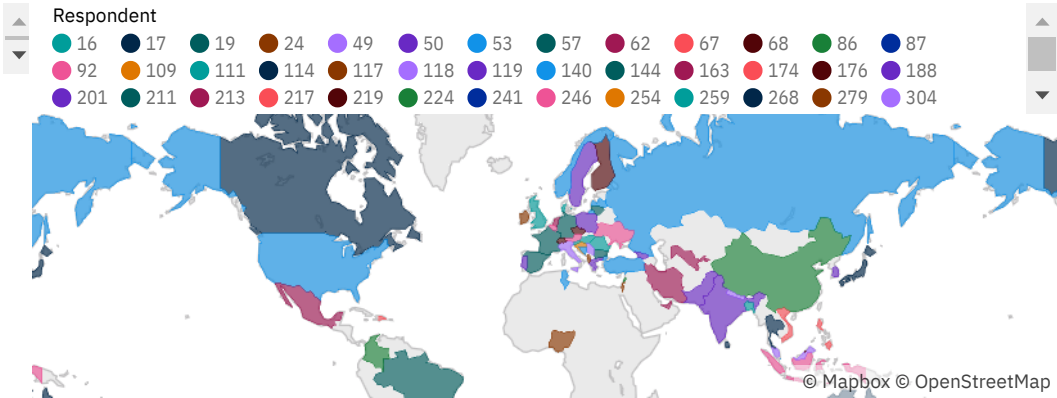 Respondent
16 17 19 24 49 50 53 57 62 67 68 86 87
92 109 111 114 117 118 119 140 144 163 174 176 188
201 211 213 217 219 224 241 246 254 259 268 279 304
© Mapbox © OpenStreetMap